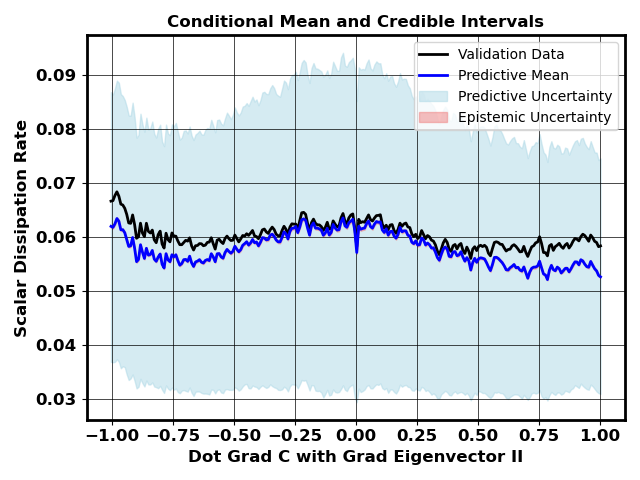 Conditional Mean and Credible Intervals
Validation Data
Predictive Mean
Predictive Uncertainty
Epistemic Uncertainty
Scalar Dissipation Rate
0.09
0.08
0.07
0.06
0.05
0.04
0.03
−1.00 −0.75 −0.50 −0.25 0.00 0.25 0.50 0.75 1.00
Dot Grad C with Grad Eigenvector II